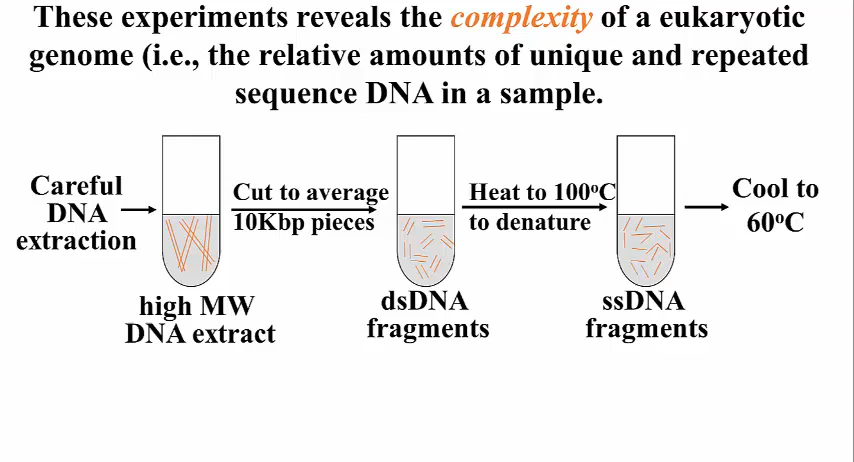 These experiments reveals the complexity of a eukaryotic
genome (i.e., the relative amounts of unique and repeated
sequence DNA in a sample.
Careful
DNA
extraction
high MW
DNA extract
Cut to average
10Kbp pieces
dsDNA
fragments
Heat to 100ºC
to denature
ssDNA
fragments
Cool to
60ºC